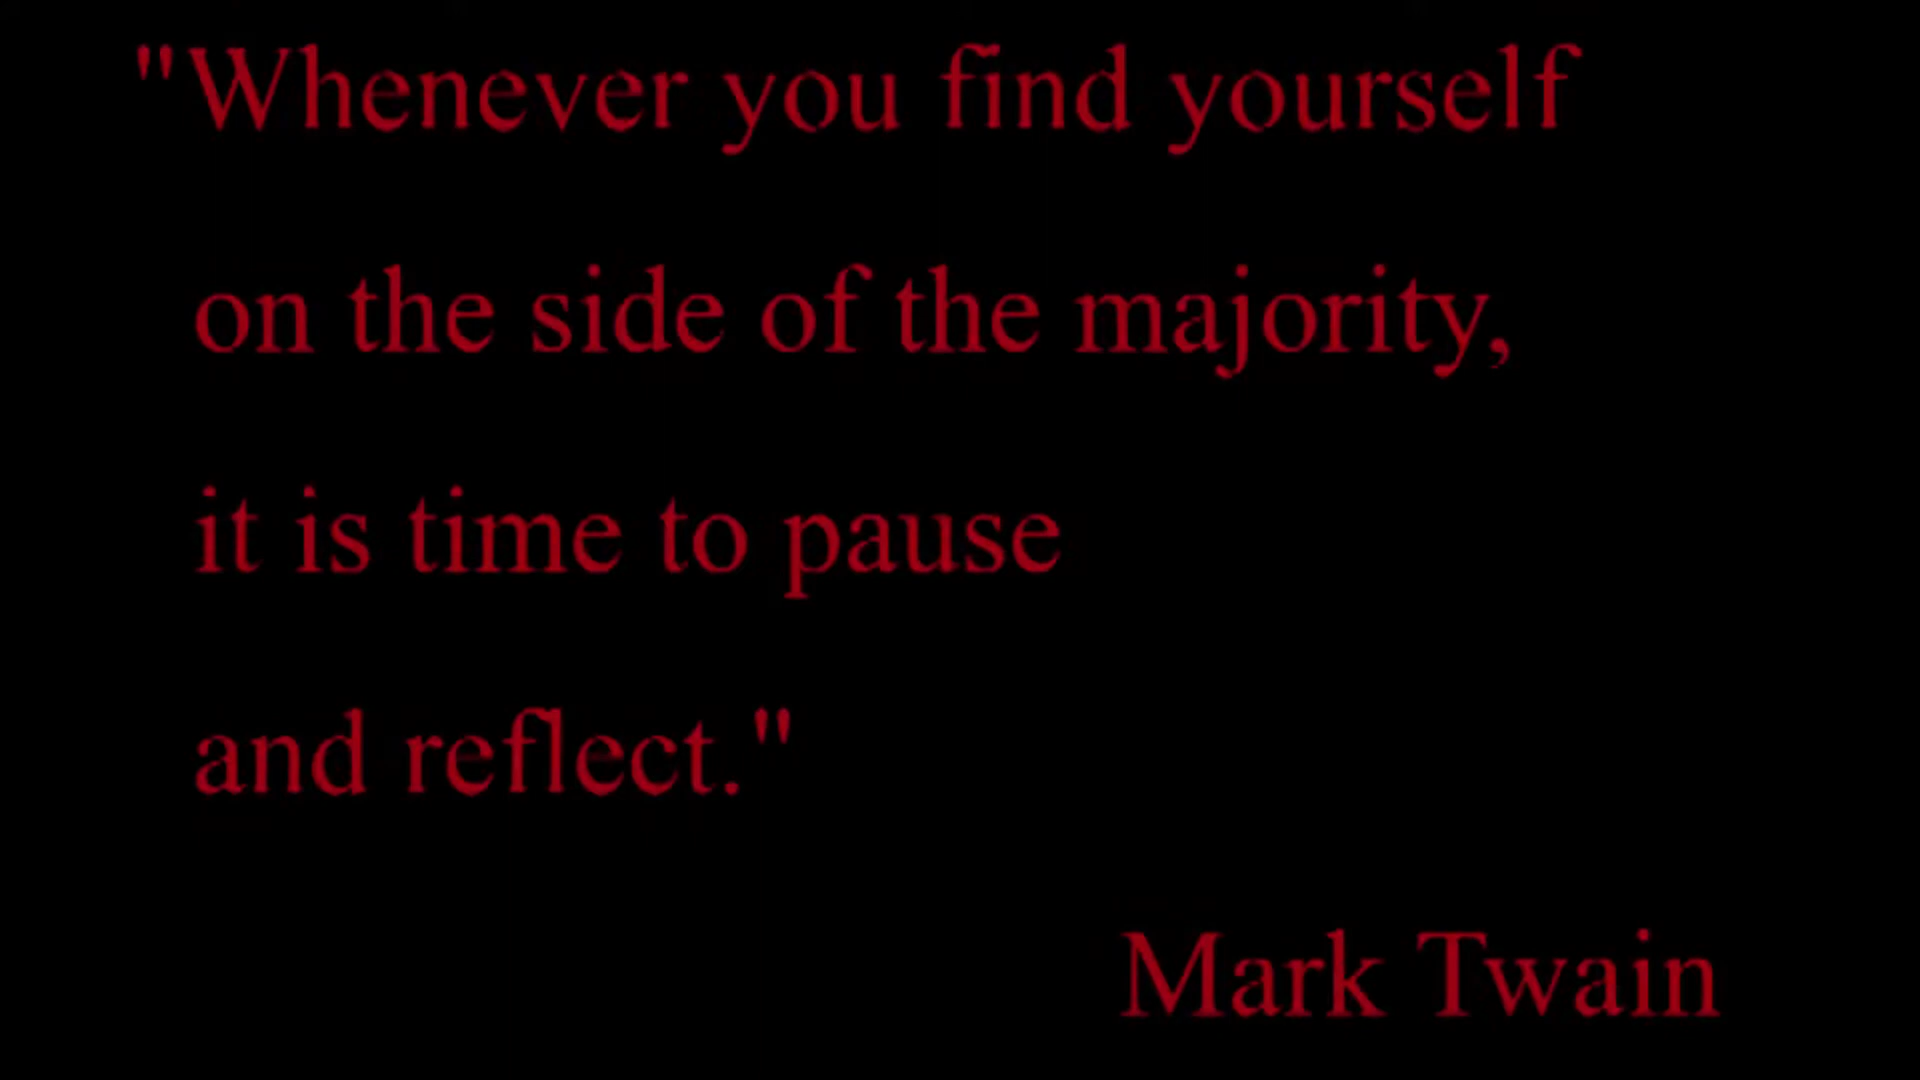 "Whenever you find yourself
on the side of the majority,
it is time to pause
and reflect."
Mark Twain